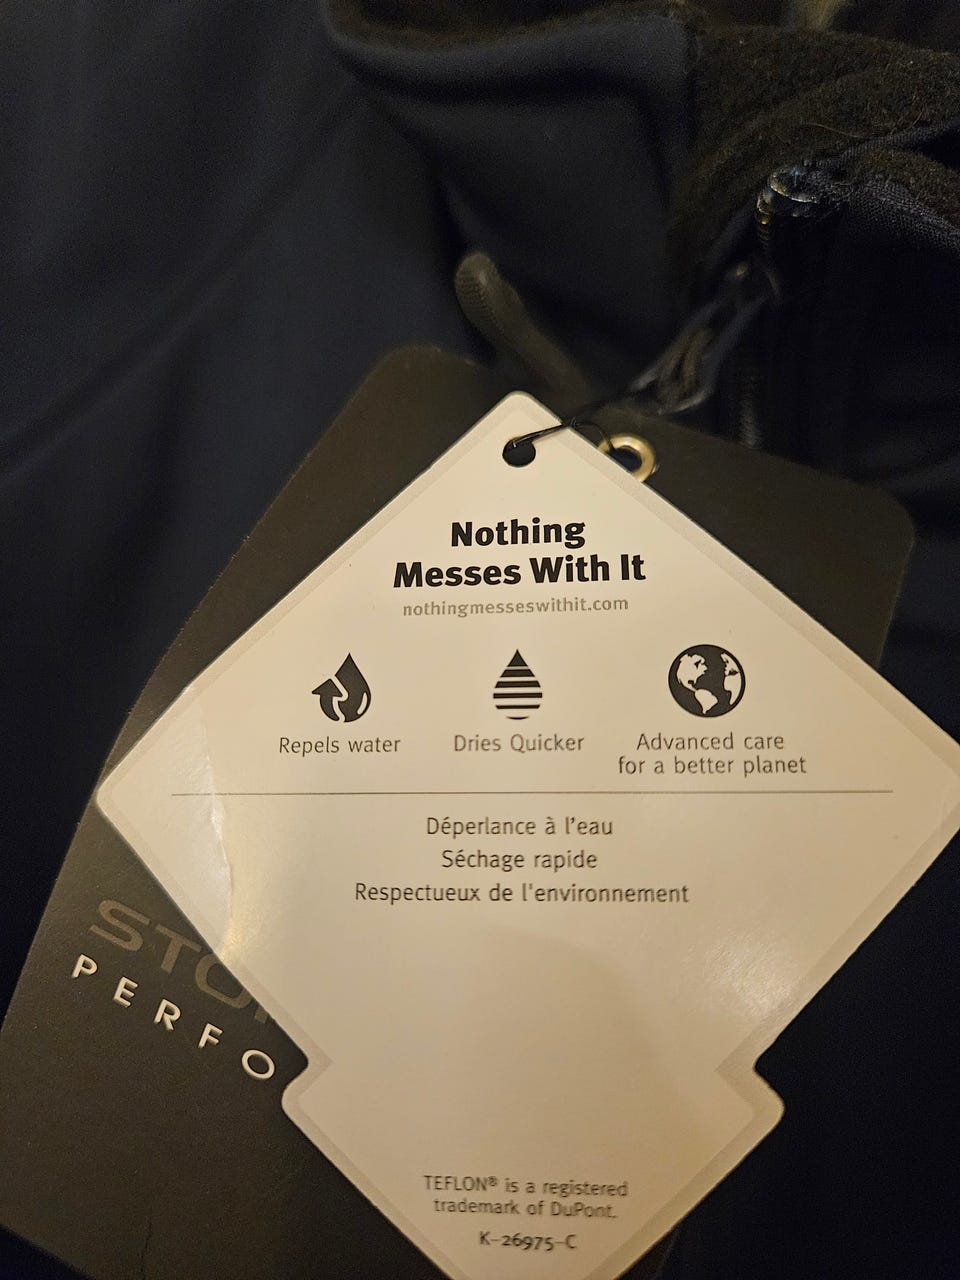 Nothing
Messes With It
nothingmesseswithit.com
Repels water
Dries Quicker
Advanced care
for a better planet
Déperlance à l'eau
Séchage rapide
Respectueux de l'environnement
STO
PERFO
TEFLON® is a registered
trademark of DuPont.
K-26975-C